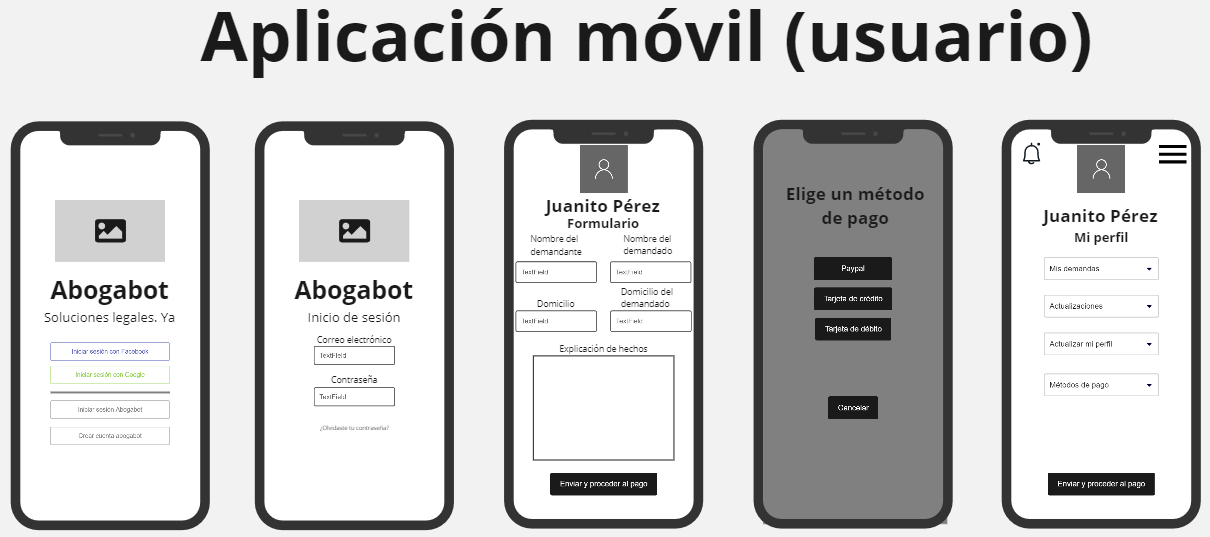 Aplicación móvil (usuario)
Abogabot
Soluciones legales. Ya
Iniciar sesión con Facebook
Iniciar sesión con Google
Iniciar sesión Abogabot
Crear cuenta abogabot
Abogabot
Inicio de sesión
Correo electrónico
TextField
Contraseña
TextField
¿Olvidaste tu contraseña?
Juanito Pérez
Formulario
Nombre del
demandante
Nombre del
demandado
TextField
TextField
Domicilio
Domicilio del
demandado
TextField
TextField
Explicación de hechos
Enviar y proceder al pago
Elige un método
de pago
Paypal
Tarjeta de crédito
Tarjeta de débito
Cancelar
Juanito Pérez
Mi perfil
Mis demandas
Actualizaciones
Actualizar mi perfil
Métodos de pago
Enviar y proceder al pago